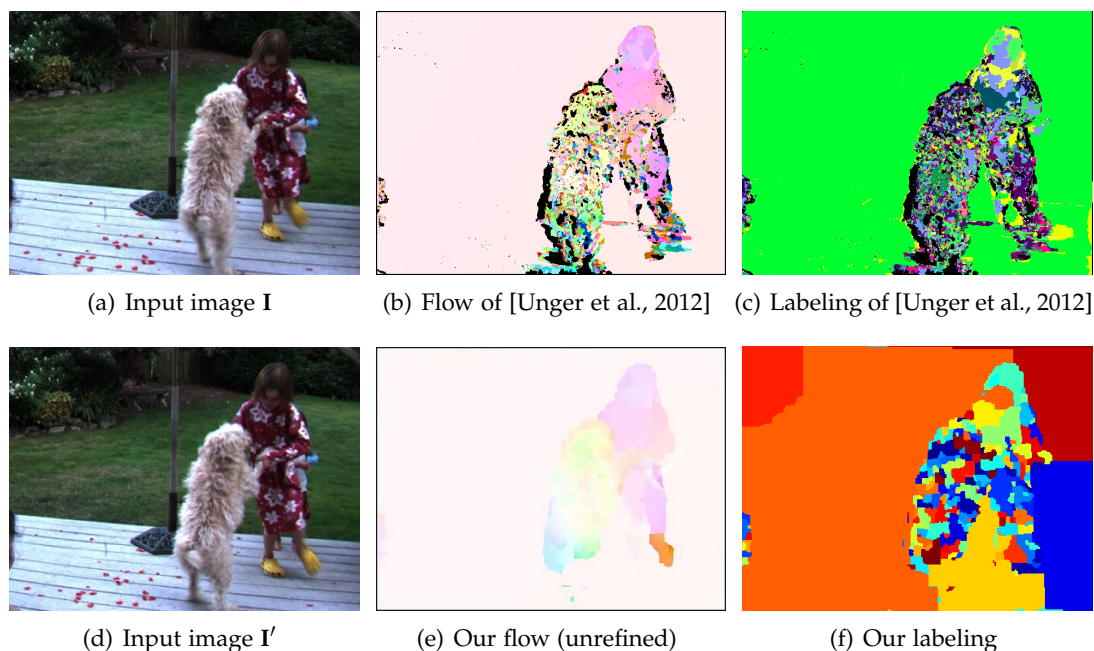 (a) Input image I
(b) Flow of [Unger et al., 2012]
(c) Labeling of [Unger et al., 2012]
(d) Input image I′
(e) Our flow (unrefined)
(f) Our labeling